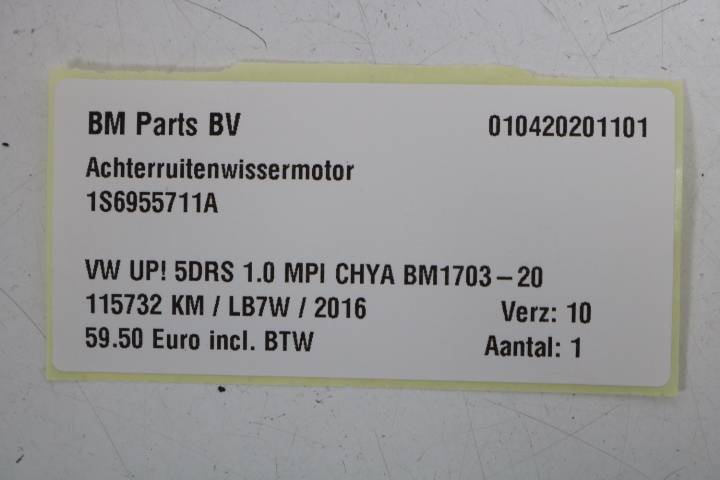 BM Parts BV 010420201101
Achterruitenwissermotor
1S6955711A
VW UP! 5DRS 1.0 MPI CHYA BM1703-20
115732 KM / LB7W / 2016 Verz: 10
59.50 Euro incl. BTW Aantal: 1